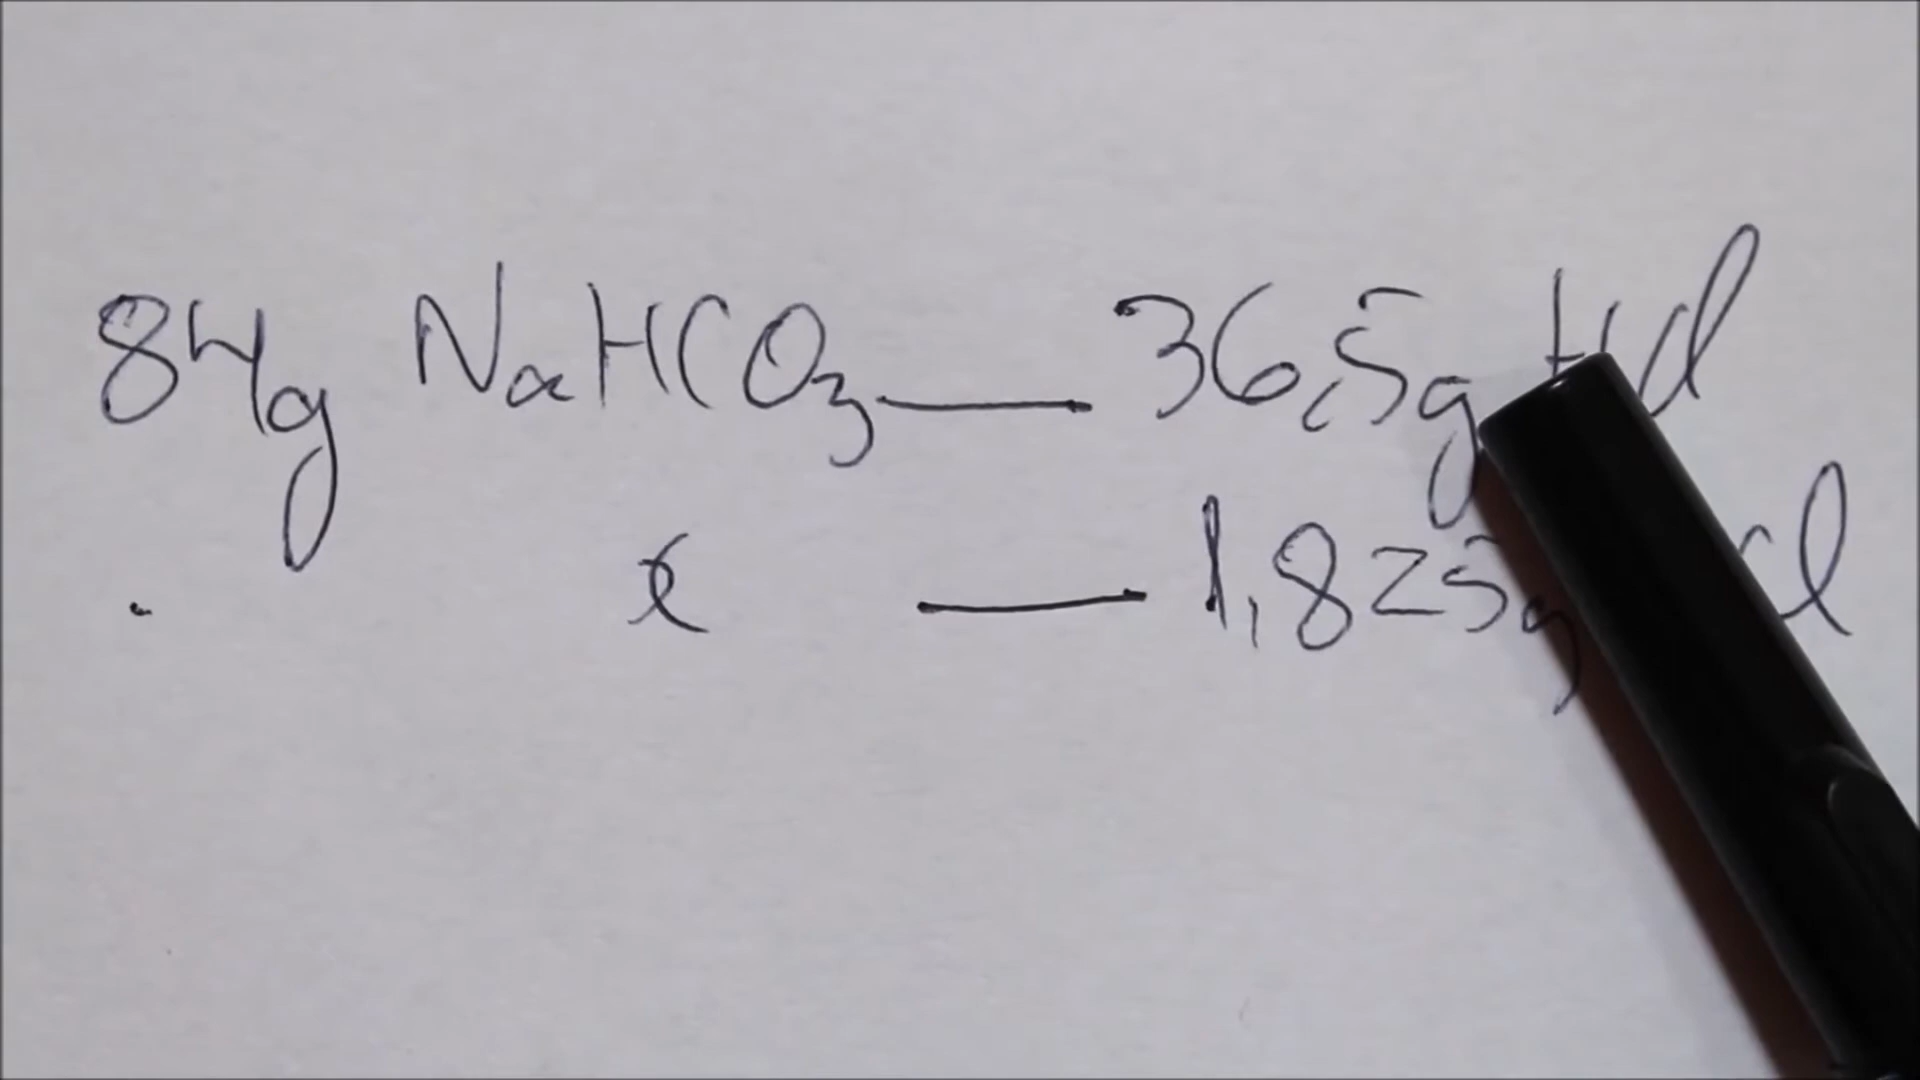 84g NaHCO₃ — 36,5g HCl
x — 1,825g